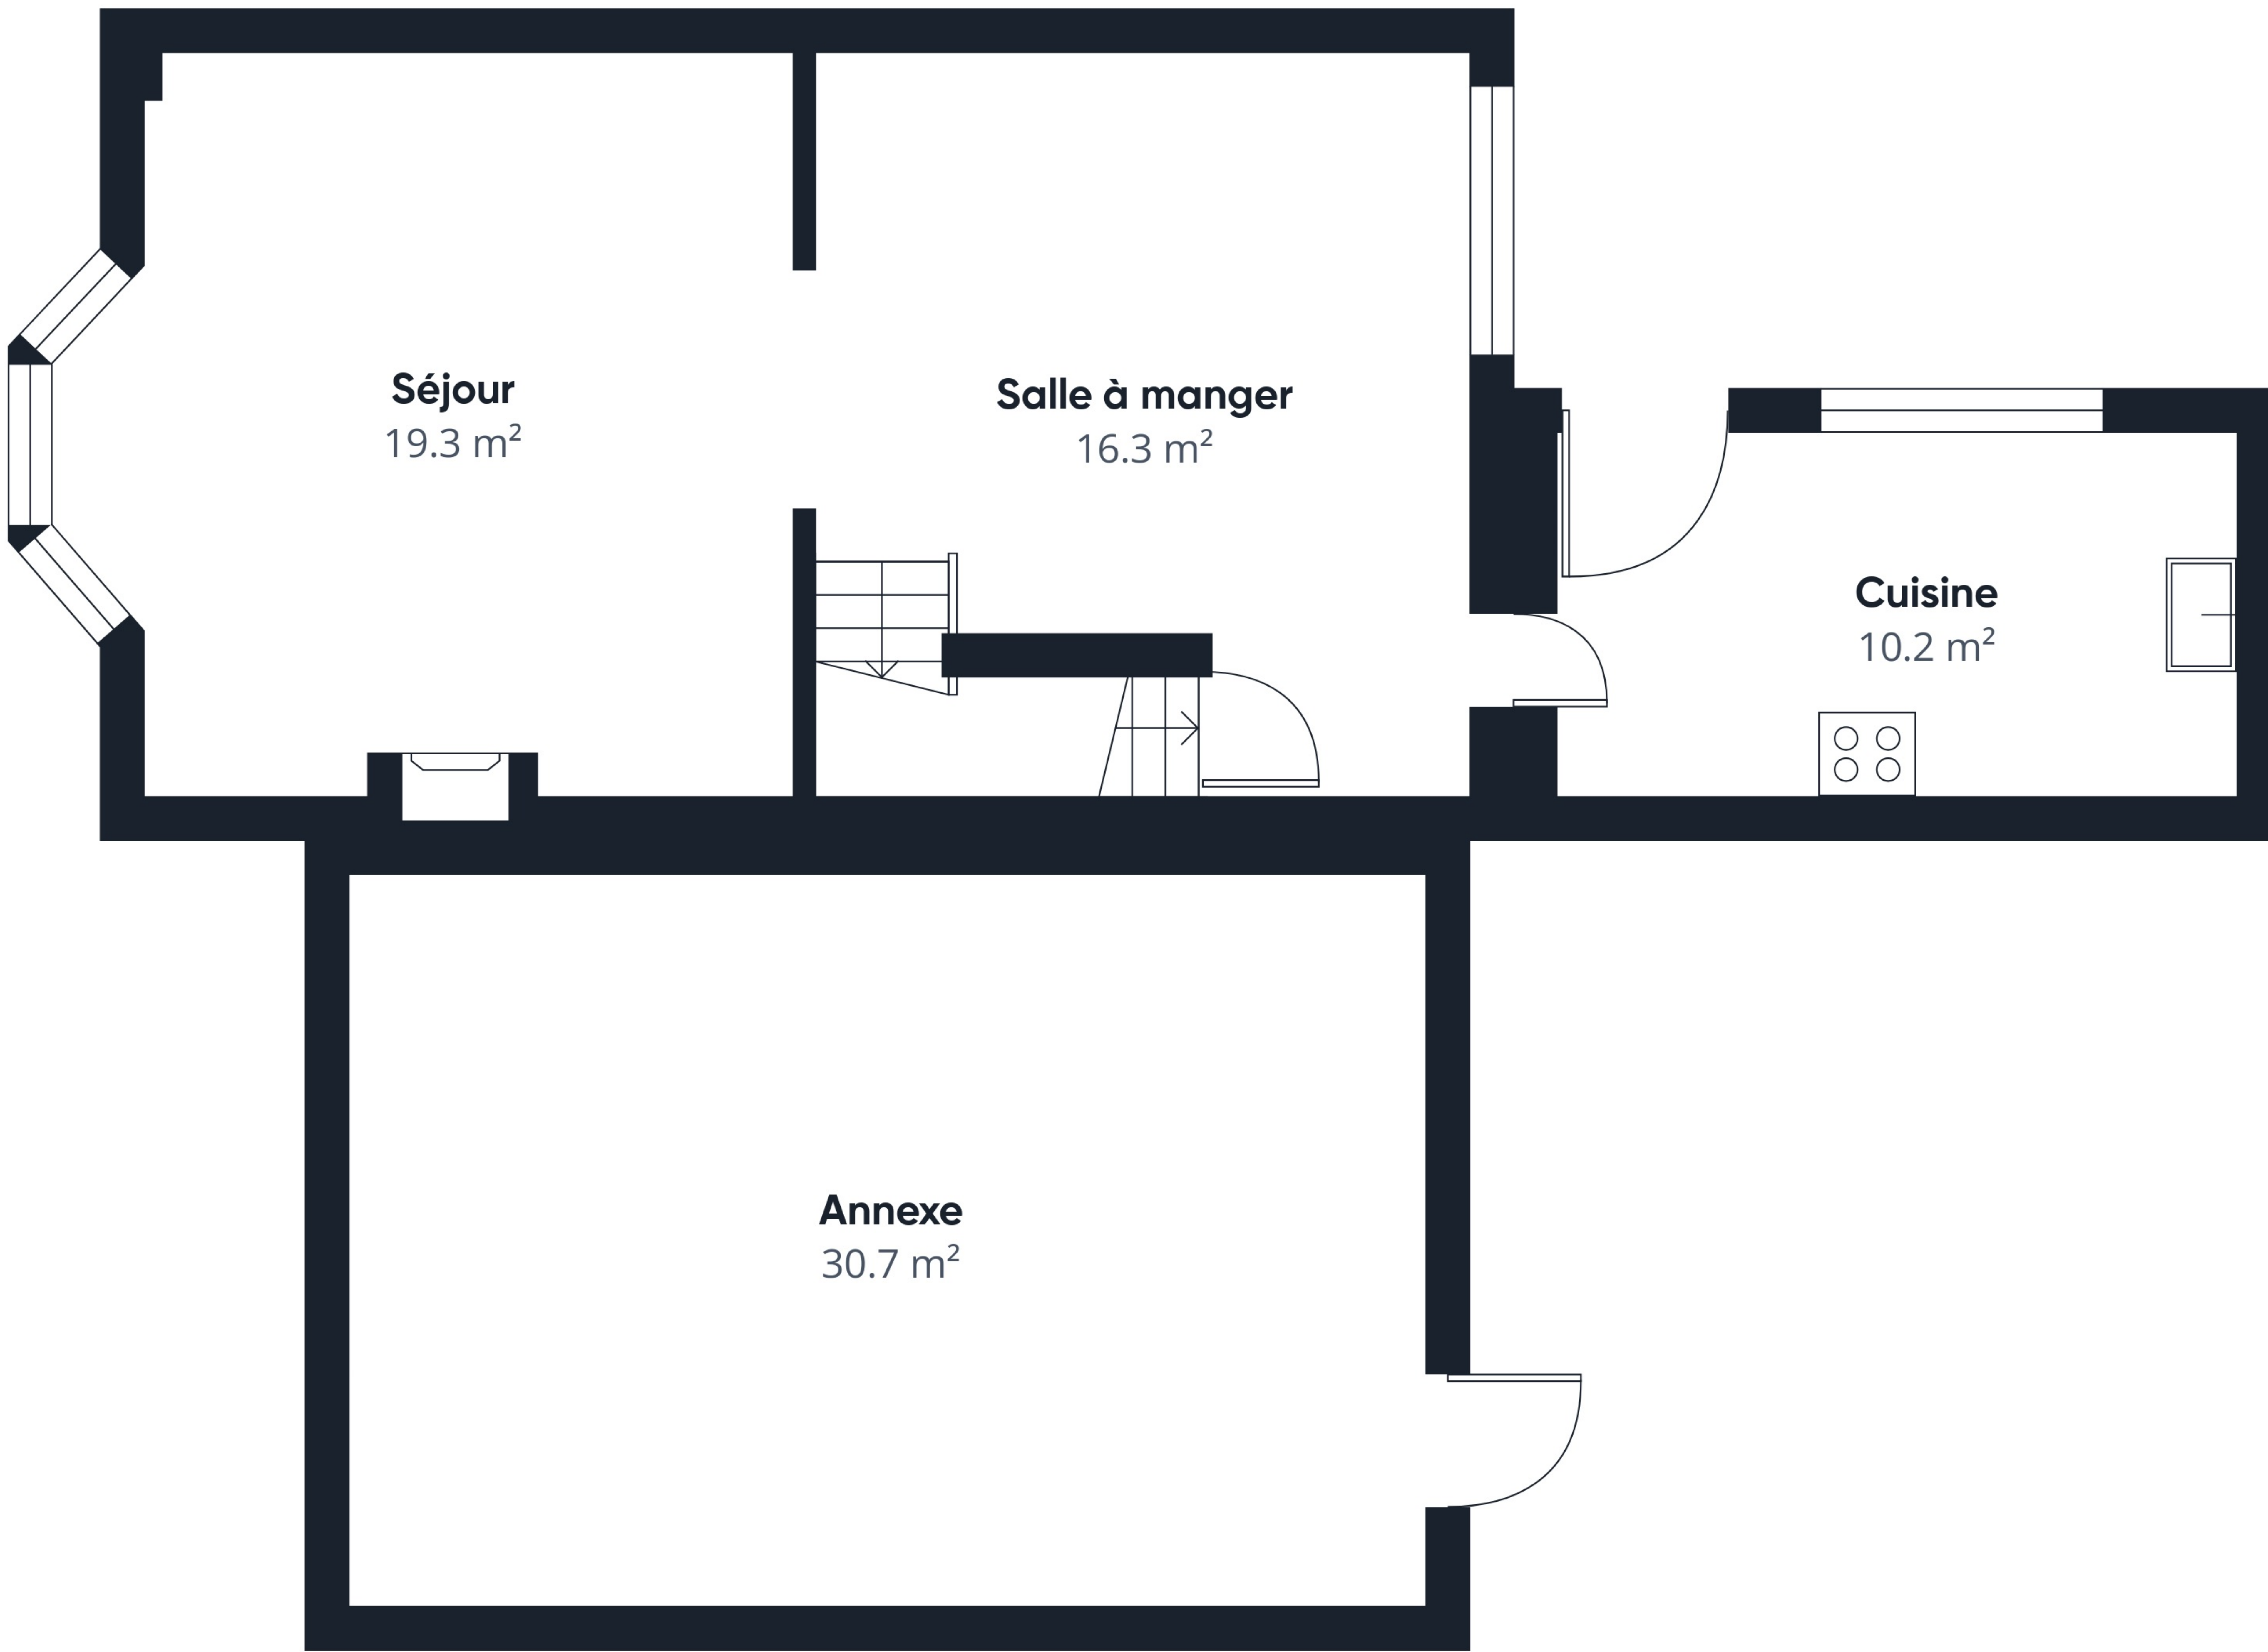 Séjour
19.3 m²
Salle à manger
16.3 m²
Cuisine
10.2 m²
Annexe
30.7 m²